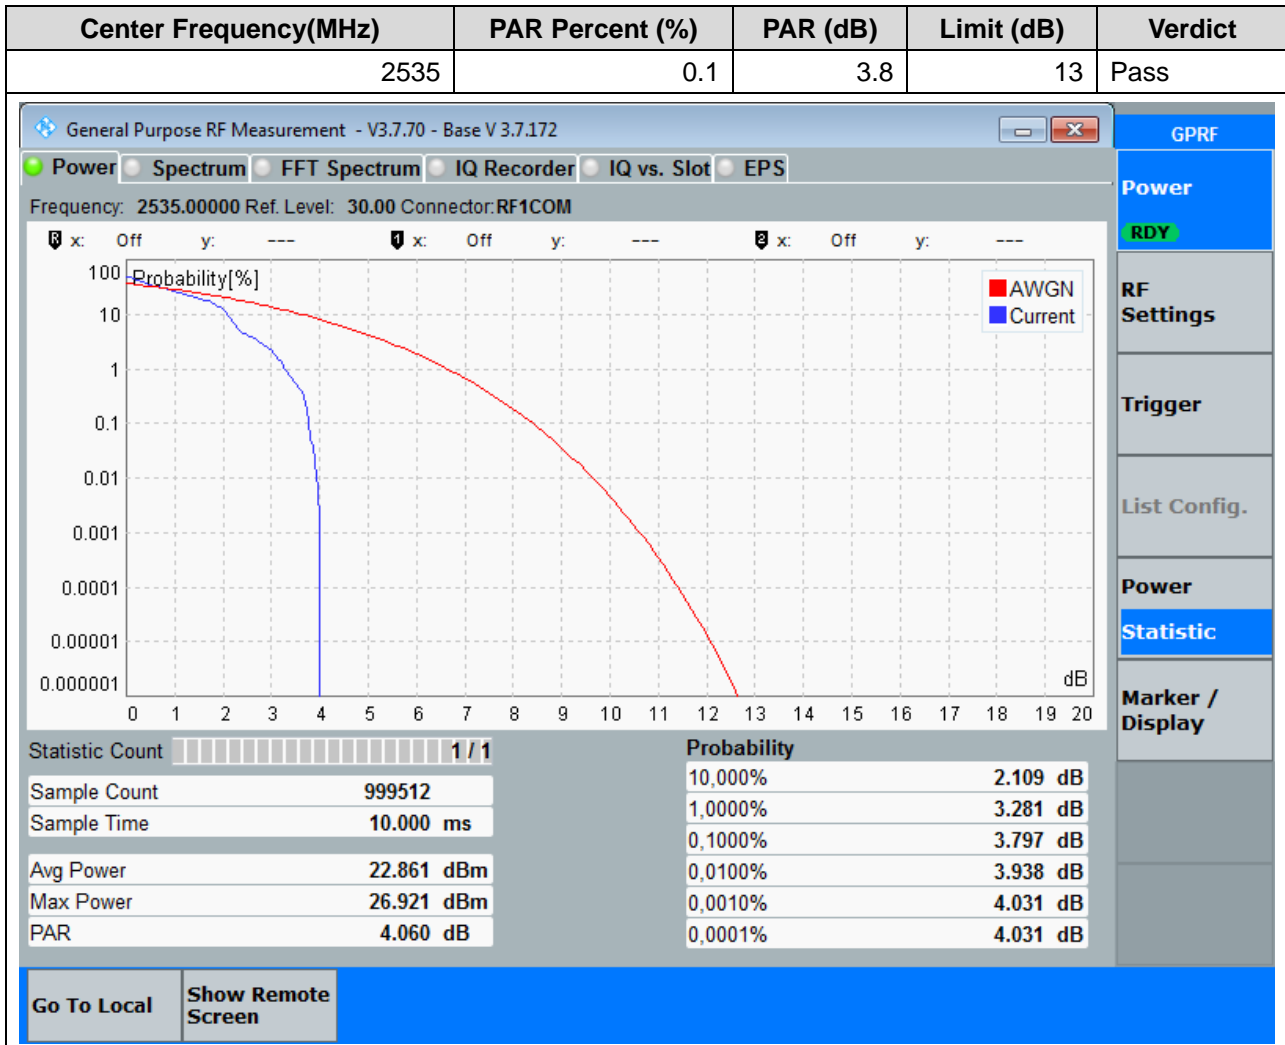 Center Frequency(MHz) PAR Percent (%) PAR (dB) Limit (dB) Verdict
2535 0.1 3.8 13 Pass
General Purpose RF Measurement - V3.7.70 - Base V 3.7.172
GPRF
Power Spectrum FFT Spectrum IQ Recorder IQ vs. Slot EPS
Frequency: 2535.00000 Ref. Level: 30.00 Connector:RF1COM
R x: Off y: --- 1 x: Off y: --- 2 x: Off y: ---
Probability[%]
AWGN
Current
100
10
1
0.1
0.01
0.001
0.0001
0.00001
0.000001
dB
0 1 2 3 4 5 6 7 8 9 10 11 12 13 14 15 16 17 18 19 20
Statistic Count 1 / 1
Sample Count 999512
Sample Time 10.000 ms
Avg Power 22.861 dBm
Max Power 26.921 dBm
PAR 4.060 dB
Probability
10,000% 2.109 dB
1,0000% 3.281 dB
0,1000% 3.797 dB
0,0100% 3.938 dB
0,0010% 4.031 dB
0,0001% 4.031 dB
Power
RDY
RF
Settings
Trigger
List Config.
Power
Statistic
Marker /
Display
Go To Local
Show Remote
Screen